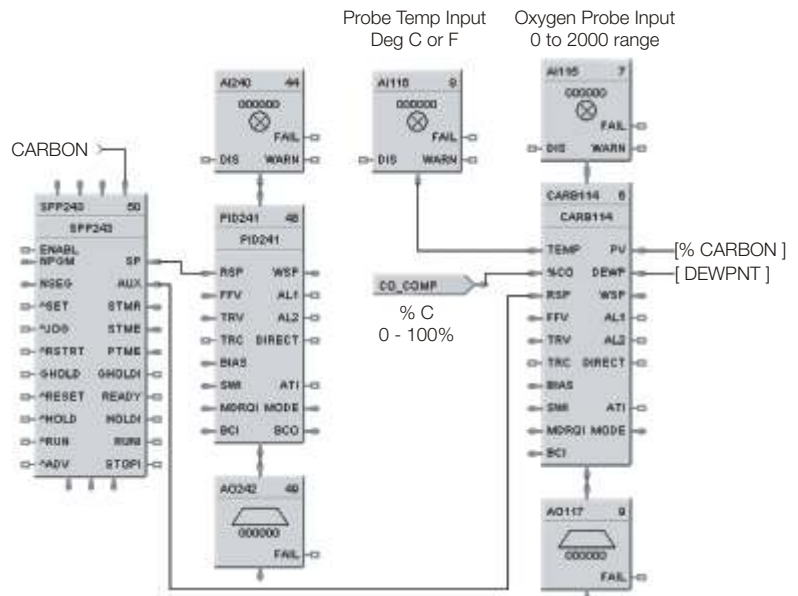 Probe Temp Input
Deg C or F
Oxygen Probe Input
0 to 2000 range
AI240 44
000000
FAIL
DIS WARN
AI116 8
000000
FAIL
DIS WARN
AI115 7
000000
FAIL
DIS WARN
CARBON
SPP243 50
SPP243
ENABL
NPGM SP
NSEG AUX
^SET STMR
^JOG STME
^RSTRT PTME
GHOLD GHOLDI
^RESET READY
^HOLD HOLDI
^RUN RUNI
^ADV STOPI
PID241 48
PID241
RSP WSP
FFV AL1
TRV AL2
TRC DIRECT
BIAS
SWI ATI
MDRQI MODE
BCI BCO
AO242 49
000000
FAIL
CO_COMP
% C
0 - 100%
CARB114 6
CARB114
TEMP PV
%CO DEWP
RSP WSP
FFV AL1
TRV AL2
TRC DIRECT
BIAS
SWI ATI
MDRQI MODE
BCI
[% CARBON ]
[ DEWPNT ]
AO117 9
000000
FAIL